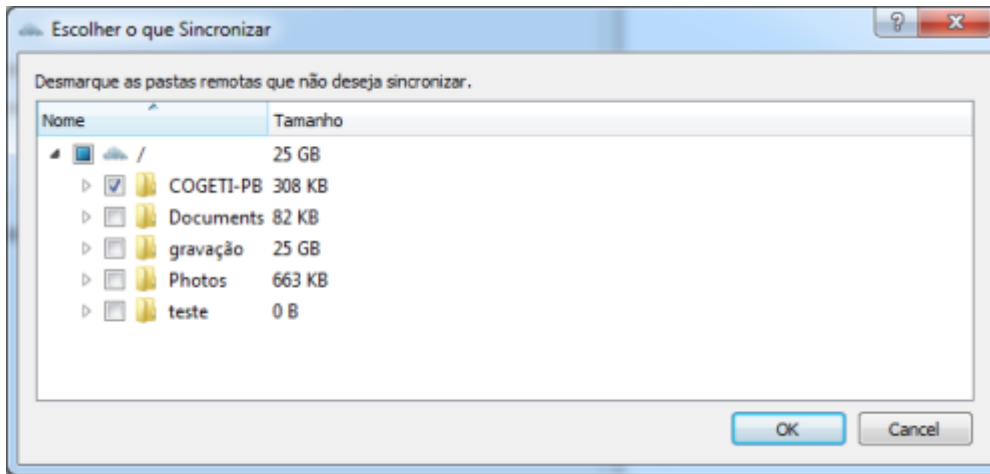 Escolher o que Sincronizar
Desmarque as pastas remotas que não deseja sincronizar.
Nome Tamanho
/ 25 GB
COGETI-PB 308 KB
Documents 82 KB
gravação 25 GB
Photos 663 KB
teste 0 B
OK Cancel